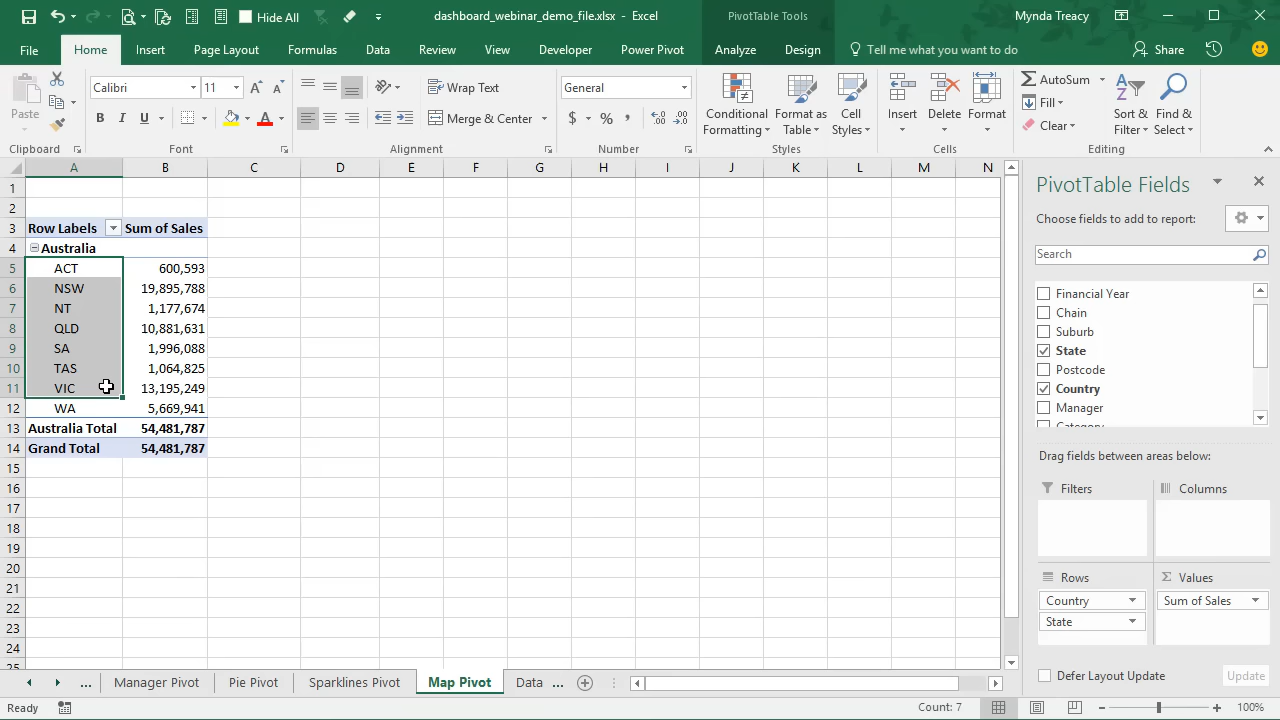 Hide All
dashboard_webinar_demo_file.xlsx - Excel
PivotTable Tools
Mynda Treacy
File
Home
Insert
Page Layout
Formulas
Data
Review
View
Developer
Power Pivot
Analyze
Design
Tell me what you want to do
Share
Paste
Clipboard
Calibri
11
B I U
A
Font
Wrap Text
Merge & Center
Alignment
General
$ % ,
Number
Conditional Formatting
Format as Table
Cell Styles
Styles
Insert
Delete
Format
Cells
AutoSum
Fill
Clear
Sort & Filter
Find & Select
Editing
A B C D E F G H I J K L M N
1
2
3 Row Labels Sum of Sales
4 Australia
5 ACT 600,593
6 NSW 19,895,788
7 NT 1,177,674
8 QLD 10,881,631
9 SA 1,996,088
10 TAS 1,064,825
11 VIC 13,195,249
12 WA 5,669,941
13 Australia Total 54,481,787
14 Grand Total 54,481,787
15
16
17
18
19
20
21
22
23
24
25
PivotTable Fields
Choose fields to add to report:
Search
Financial Year
Chain
Suburb
State
Postcode
Country
Manager
Category
Drag fields between areas below:
Filters
Columns
Rows
Values
Country
State
Sum of Sales
Defer Layout Update
Update
...
Manager Pivot
Pie Pivot
Sparklines Pivot
Map Pivot
Data ...
Ready
Count: 7
100%